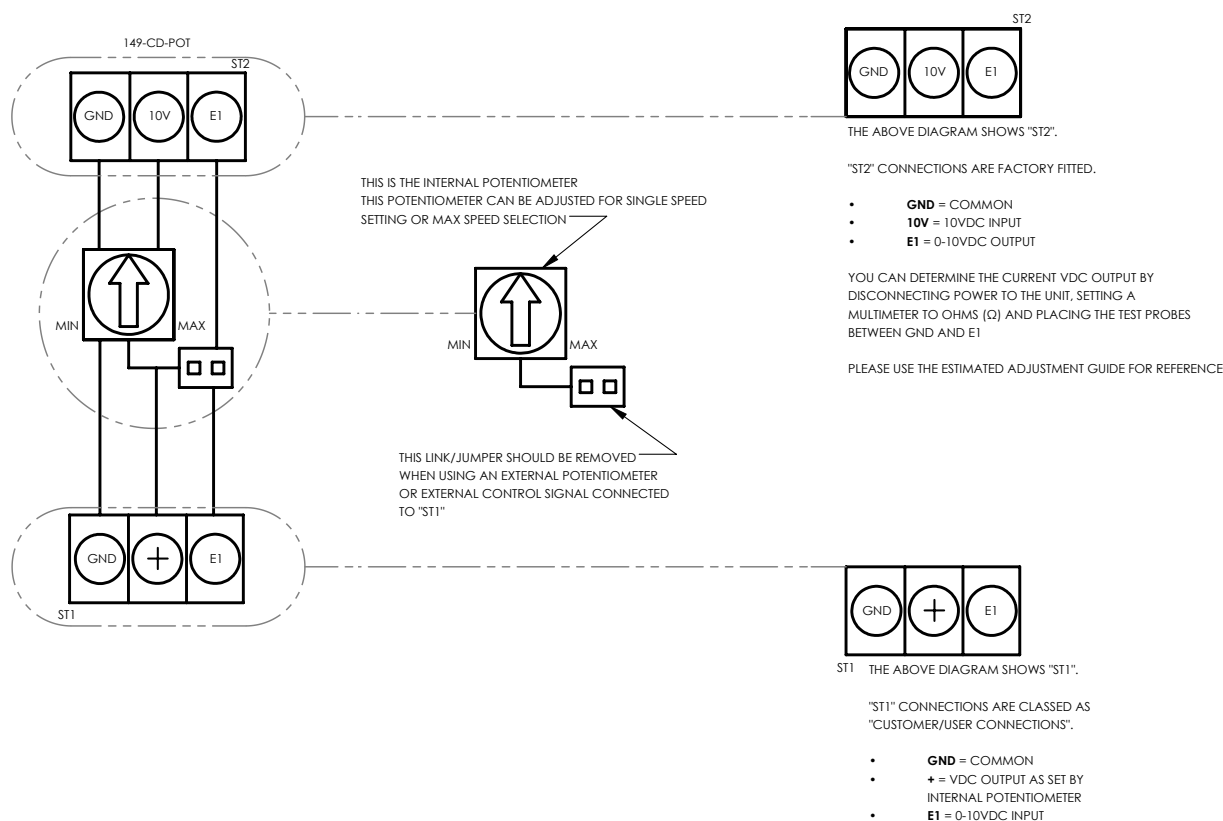 149-CD-POT
ST2
GND 10V E1
MIN MAX
GND + E1
ST1
THIS IS THE INTERNAL POTENTIOMETER
THIS POTENTIOMETER CAN BE ADJUSTED FOR SINGLE SPEED
SETTING OR MAX SPEED SELECTION
MIN MAX
THIS LINK/JUMPER SHOULD BE REMOVED
WHEN USING AN EXTERNAL POTENTIOMETER
OR EXTERNAL CONTROL SIGNAL CONNECTED
TO "ST1"
ST2
GND 10V E1
THE ABOVE DIAGRAM SHOWS "ST2".
"ST2" CONNECTIONS ARE FACTORY FITTED.
• GND = COMMON
• 10V = 10VDC INPUT
• E1 = 0-10VDC OUTPUT
YOU CAN DETERMINE THE CURRENT VDC OUTPUT BY
DISCONNECTING POWER TO THE UNIT, SETTING A
MULTIMETER TO OHMS (Ω) AND PLACING THE TEST PROBES
BETWEEN GND AND E1
PLEASE USE THE ESTIMATED ADJUSTMENT GUIDE FOR REFERENCE
GND + E1
ST1 THE ABOVE DIAGRAM SHOWS "ST1".
"ST1" CONNECTIONS ARE CLASSED AS
"CUSTOMER/USER CONNECTIONS".
• GND = COMMON
• + = VDC OUTPUT AS SET BY
INTERNAL POTENTIOMETER
• E1 = 0-10VDC INPUT